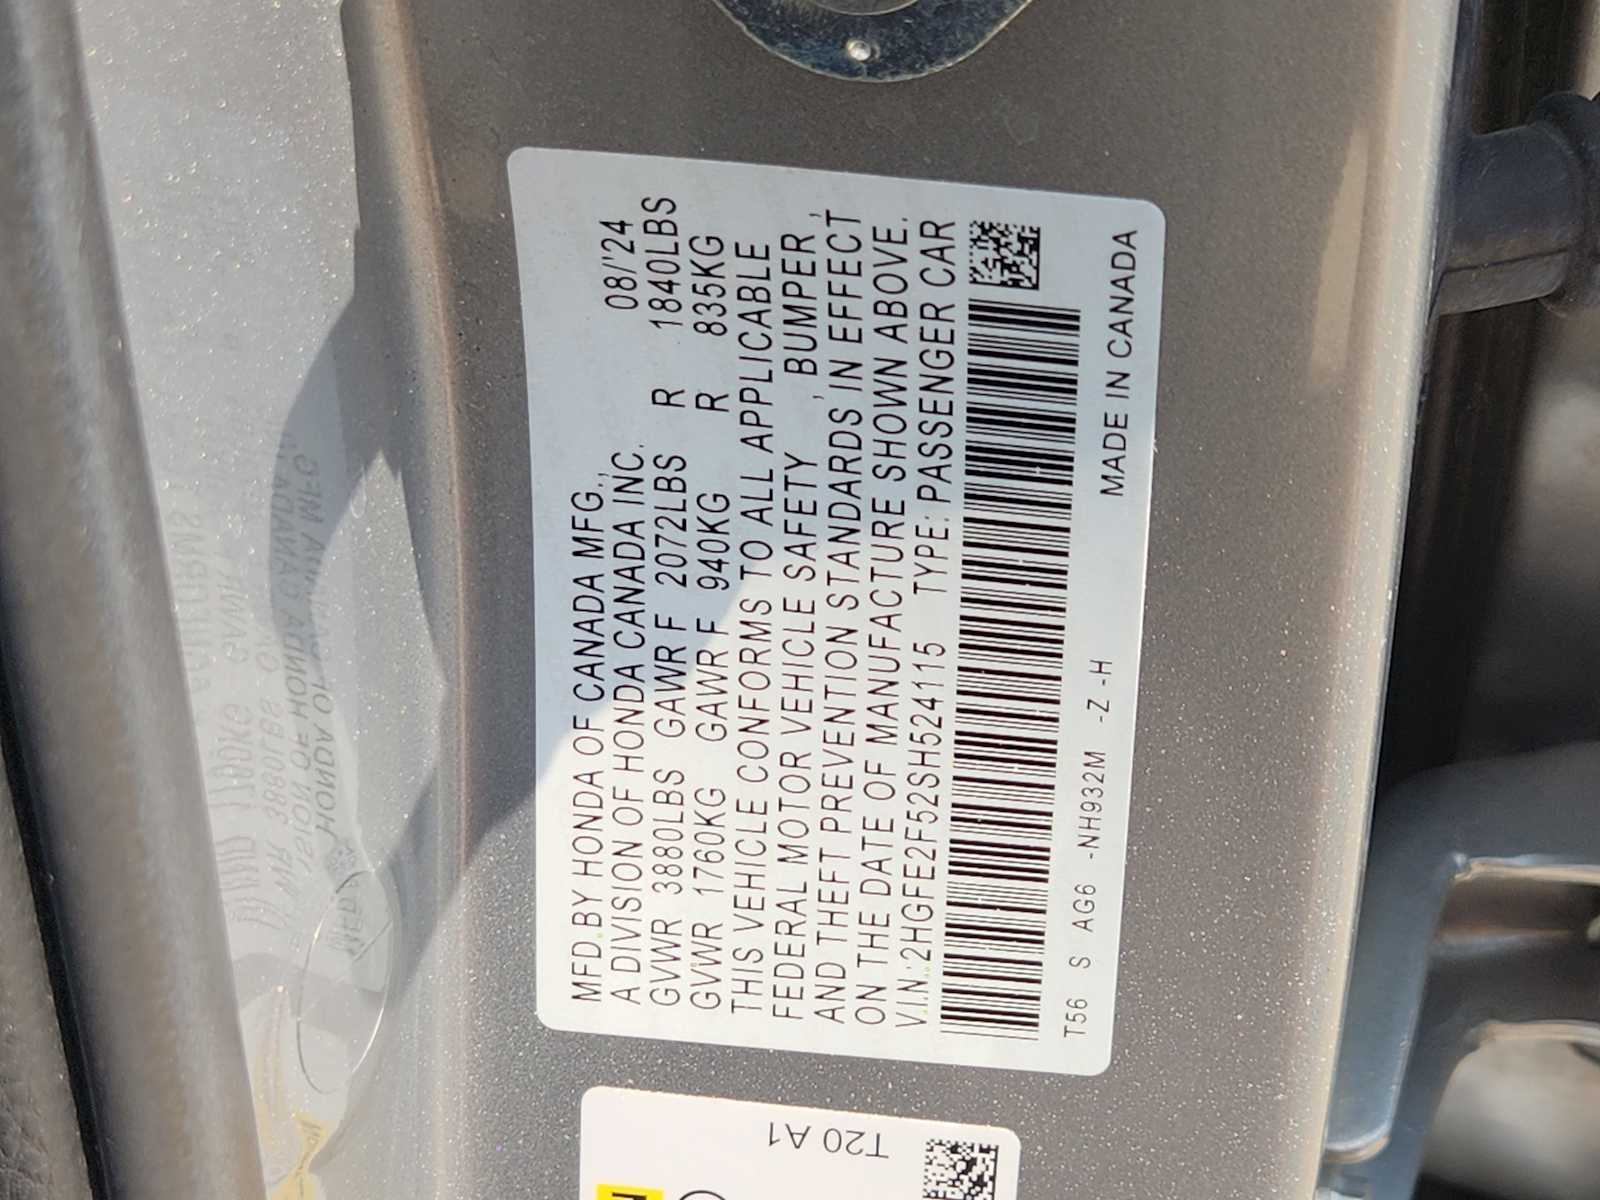 MFD.BY HONDA OF CANADA MFG.,
A DIVISION OF HONDA CANADA INC. 08/'24
GVWR 3880LBS GAWR F 2072LBS R 1840LBS
GVWR 1760KG GAWR F 940KG R 835KG
THIS VEHICLE CONFORMS TO ALL APPLICABLE
FEDERAL MOTOR VEHICLE SAFETY , BUMPER ,
AND THEFT PREVENTION STANDARDS IN EFFECT
ON THE DATE OF MANUFACTURE SHOWN ABOVE.
V.I.N.:2HGFE2F52SH524115 TYPE: PASSENGER CAR
T56 S AG6 -NH932M -Z -H MADE IN CANADA
T20 A1